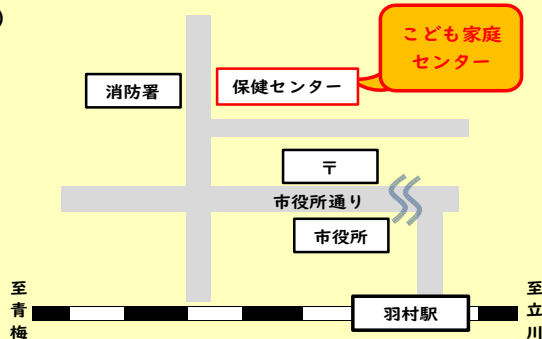 )
こども家庭
センター
消防署
保健センター
〒
市役所通り
市役所
至青梅
羽村駅
至立川